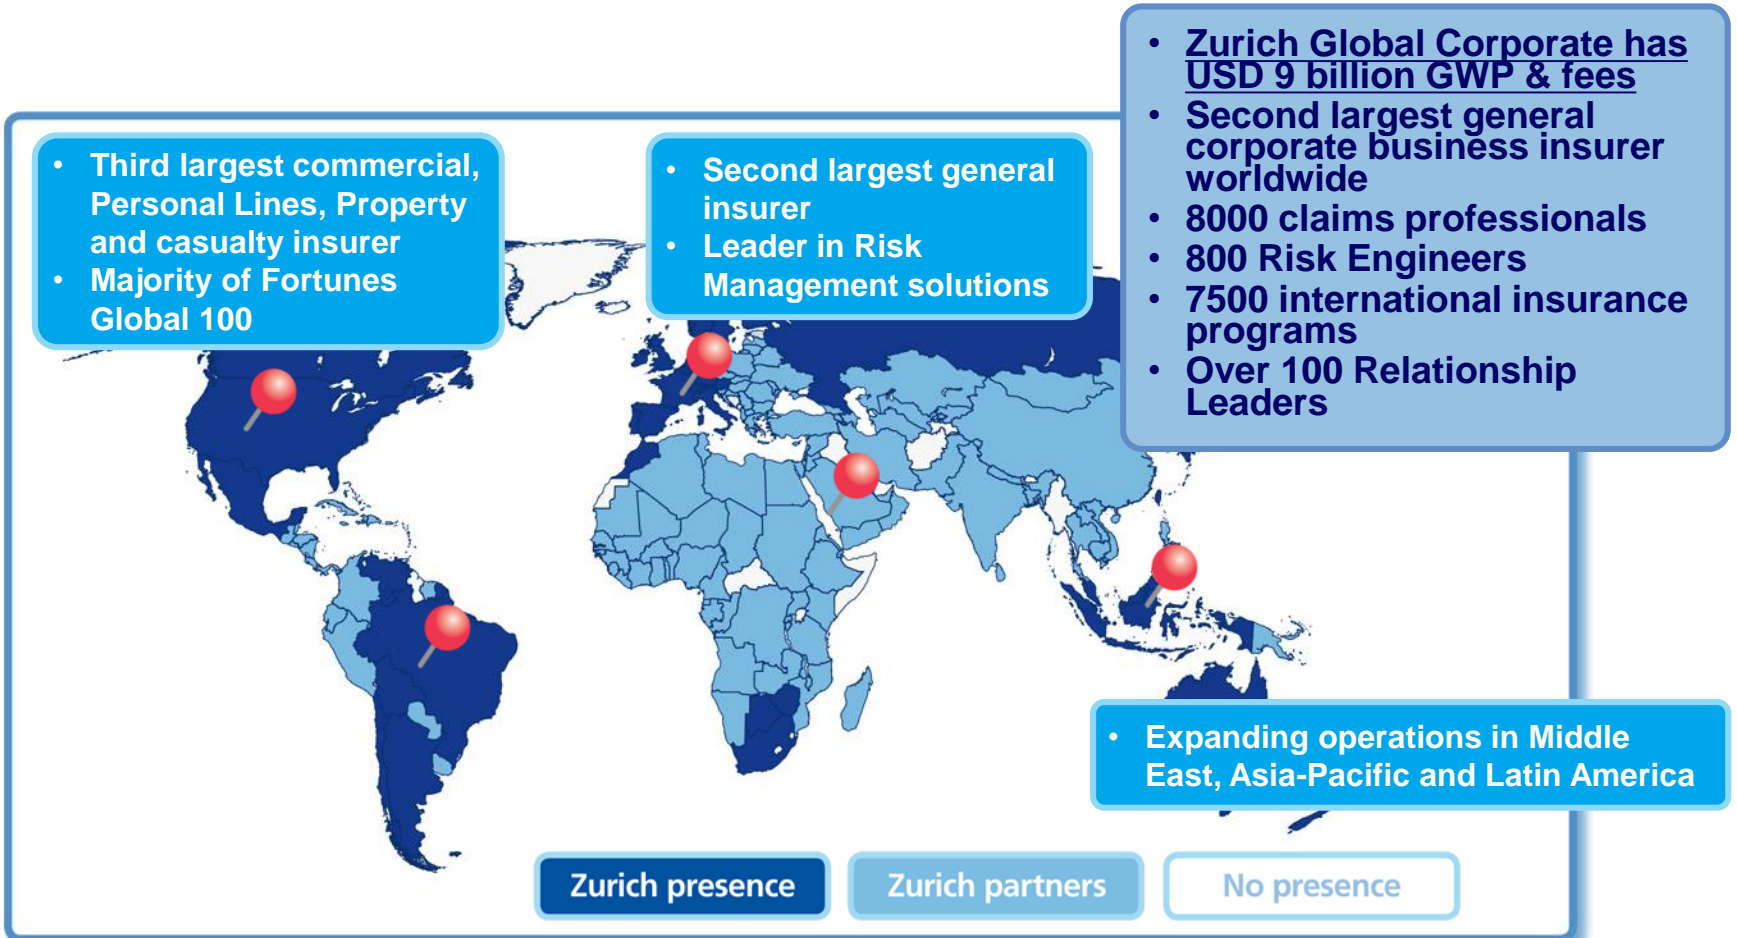 • Zurich Global Corporate has
USD 9 billion GWP & fees
• Second largest general
corporate business insurer
worldwide
• 8000 claims professionals
• 800 Risk Engineers
• 7500 international insurance
programs
• Over 100 Relationship
Leaders
• Third largest commercial,
Personal Lines, Property
and casualty insurer
• Majority of Fortunes
Global 100
• Second largest general
insurer
• Leader in Risk
Management solutions
• Expanding operations in Middle
East, Asia-Pacific and Latin America
Zurich presence
Zurich partners
No presence